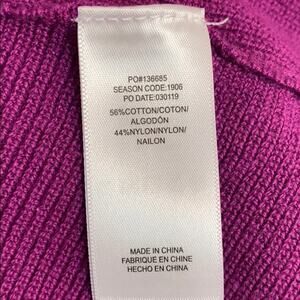 PO#136685
SEASON CODE:1906
PO DATE:030119
56%COTTON/COTON/
ALGODÓN
44%NYLON/NYLON/
NAILON
MADE IN CHINA
FABRIQUE EN CHINE
HECHO EN CHINA